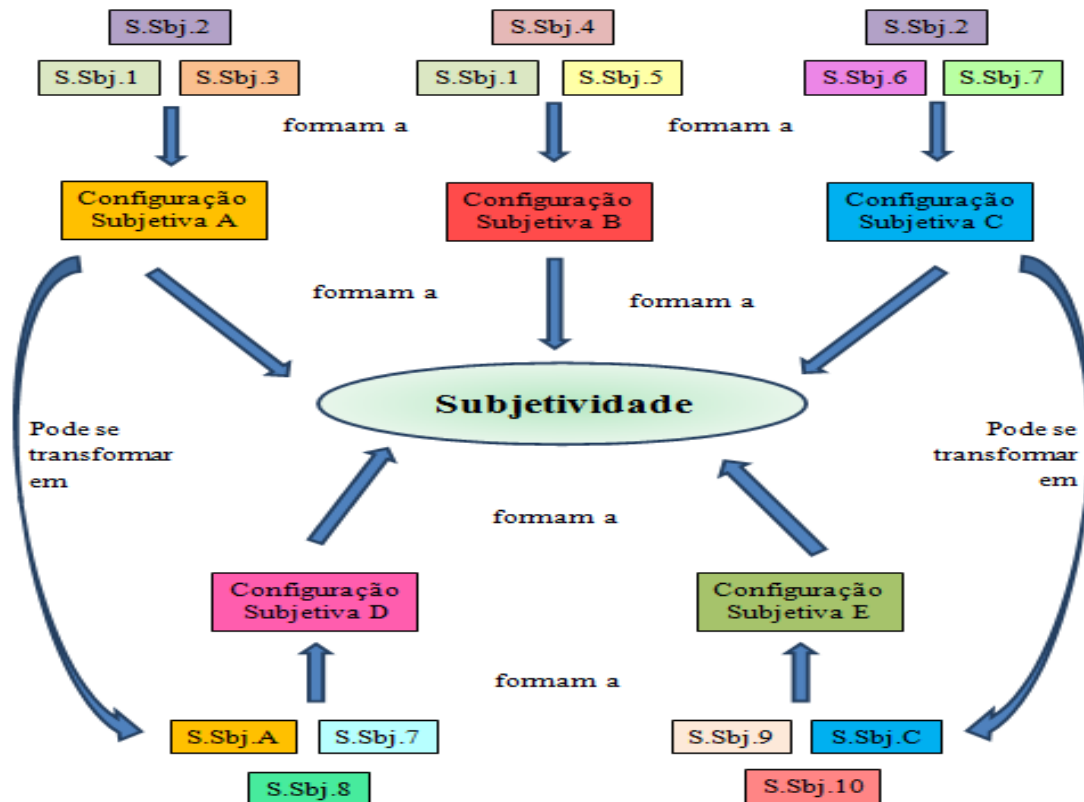 S.Sbj.2
S.Sbj.4
S.Sbj.2
S.Sbj.1
S.Sbj.3
S.Sbj.1
S.Sbj.5
S.Sbj.6
S.Sbj.7
formam a
formam a
Configuração
Subjetiva A
Configuração
Subjetiva B
Configuração
Subjetiva C
formam a
formam a
Subjetividade
Pode se
transformar
em
Pode se
transformar
em
formam a
Configuração
Subjetiva D
Configuração
Subjetiva E
formam a
S.Sbj.A
S.Sbj.7
S.Sbj.9
S.Sbj.C
S.Sbj.8
S.Sbj.10